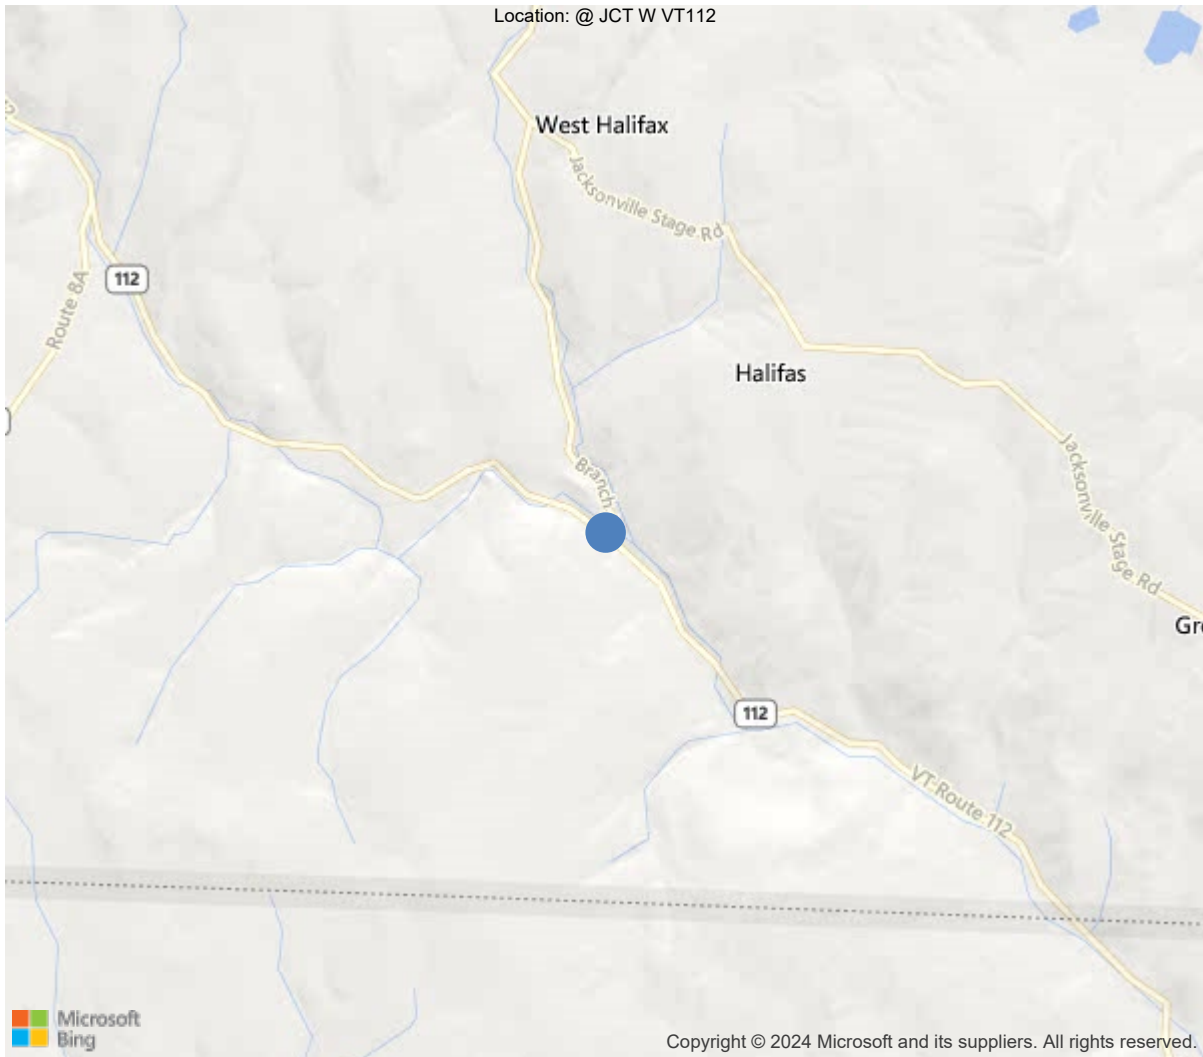 Location: @ JCT W VT112
West Halifax
Jacksonville Stage Rd
112
Route 8A
Halifas
Jacksonville Stage Rd
Branch
112
VT-Route 112
Microsoft
Bing
Copyright © 2024 Microsoft and its suppliers. All rights reserved.